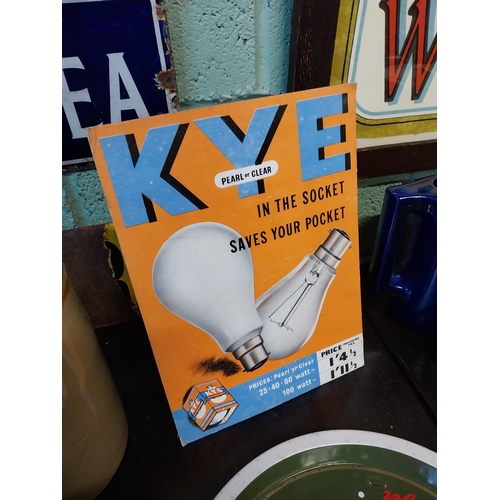 EA
W
KYE
PEARL or CLEAR
IN THE SOCKET
SAVES YOUR POCKET
PRICES: Pearl or Clear
25·40·60 watt~
100 watt~
PRICE
1'4½
1'11½
KYE